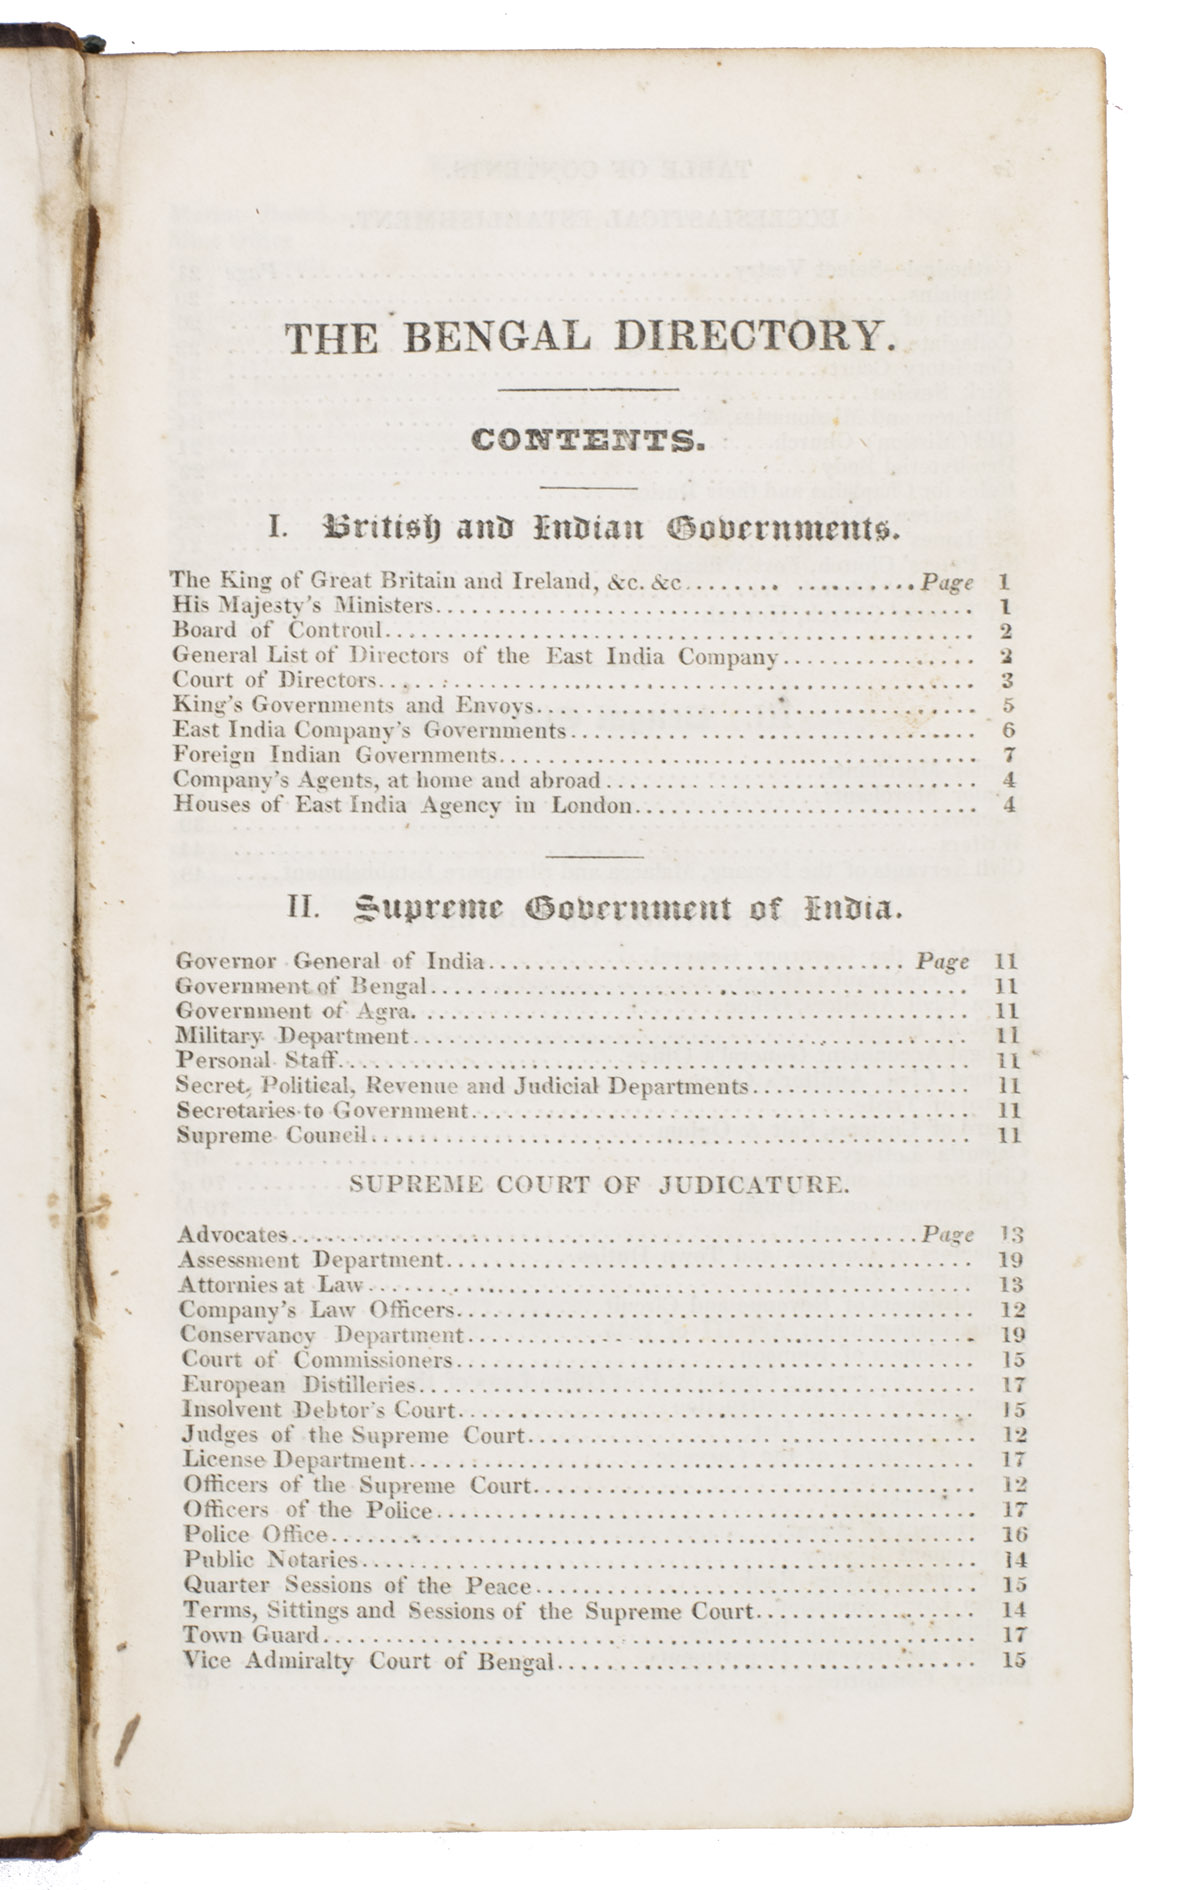 THE BENGAL DIRECTORY.
CONTENTS.
I. British and Indian Governments.
The King of Great Britain and Ireland, &c. &c........ ..........Page 1
His Majesty's Ministers........................................ 1
Board of Controul........................................ 2
General List of Directors of the East India Company................ 2
Court of Directors........................................ 3
King's Governments and Envoys........................................ 5
East India Company's Governments........................................ 6
Foreign Indian Governments........................................ 7
Company's Agents, at home and abroad.............................. 4
Houses of East India Agency in London............................ 4
II. Supreme Government of India.
Governor General of India.................................. Page 11
Government of Bengal........................................ 11
Government of Agra........................................ 11
Military Department........................................ 11
Personal Staff........................................ 11
Secret, Political, Revenue and Judicial Departments.................. 11
Secretaries to Government........................................ 11
Supreme Council........................................ 11
SUPREME COURT OF JUDICATURE.
Advocates........................................Page 13
Assessment Department........................................ 19
Attornies at Law........................................ 13
Company's Law Officers........................................ 12
Conservancy Department........................................ 19
Court of Commissioners........................................ 15
European Distilleries........................................ 17
Insolvent Debtor's Court........................................ 15
Judges of the Supreme Court.................................... 12
License Department........................................ 17
Officers of the Supreme Court.................................... 12
Officers of the Police........................................ 17
Police Office........................................ 16
Public Notaries........................................ 14
Quarter Sessions of the Peace.................................... 15
Terms, Sittings and Sessions of the Supreme Court.................. 14
Town Guard........................................ 17
Vice Admiralty Court of Bengal.................................. 15